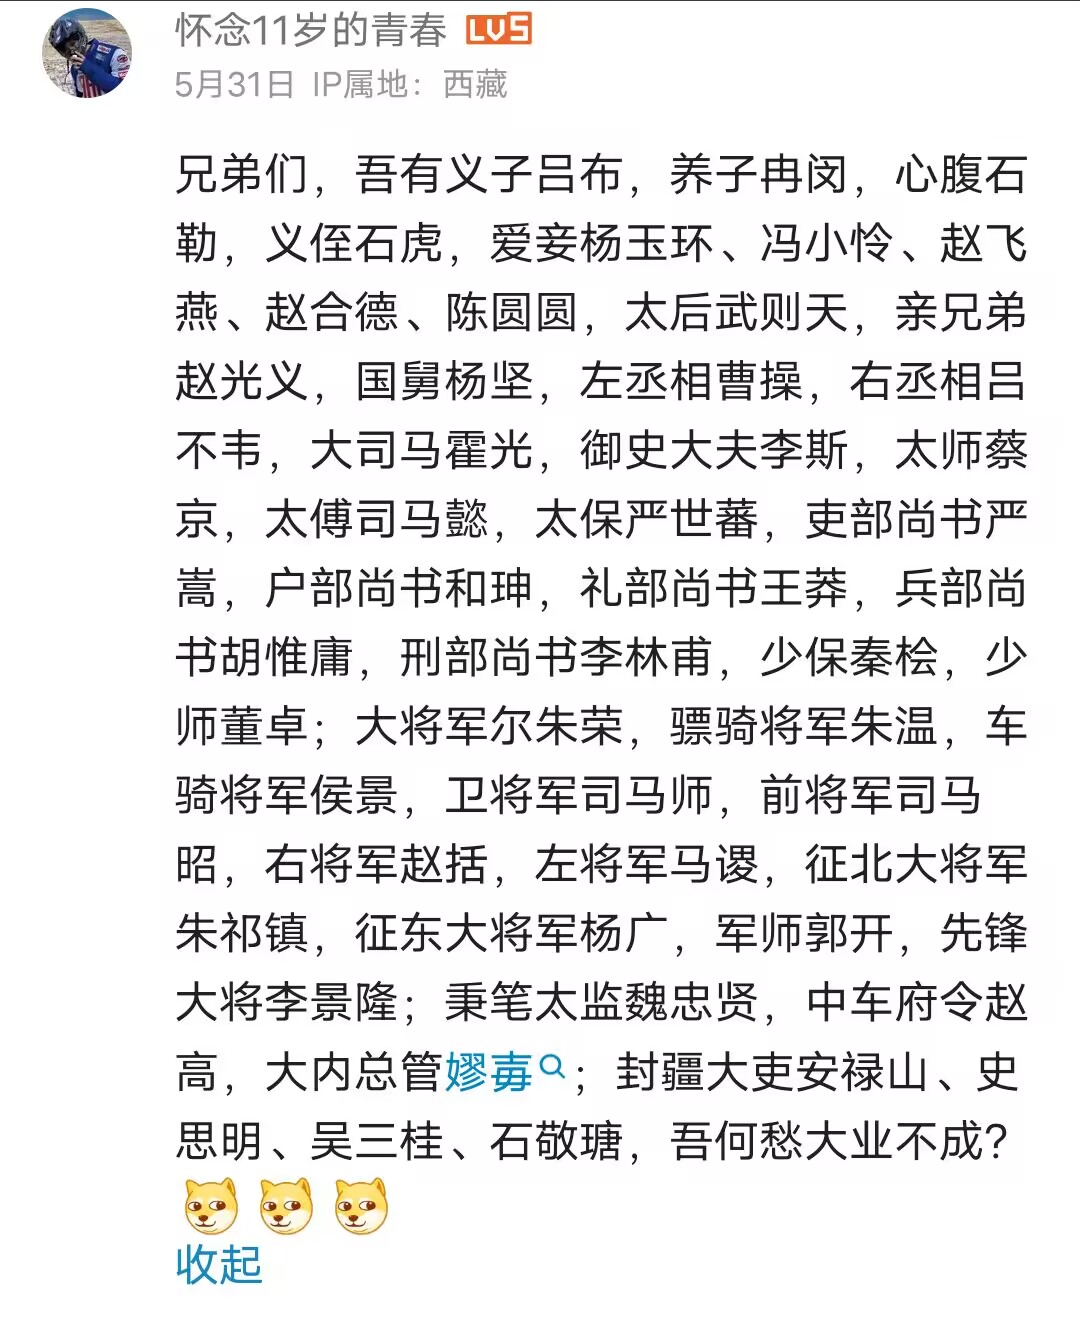 怀念11岁的青春 LV5
5月31日 IP属地：西藏
兄弟们，吾有义子吕布，养子冉闵，心腹石
勒，义侄石虎，爱妾杨玉环、冯小怜、赵飞
燕、赵合德、陈圆圆，太后武则天，亲兄弟
赵光义，国舅杨坚，左丞相曹操，右丞相吕
不韦，大司马霍光，御史大夫李斯，太师蔡
京，太傅司马懿，太保严世蕃，吏部尚书严
嵩，户部尚书和珅，礼部尚书王莽，兵部尚
书胡惟庸，刑部尚书李林甫，少保秦桧，少
师董卓；大将军尔朱荣，骠骑将军朱温，车
骑将军侯景，卫将军司马师，前将军司马
昭，右将军赵括，左将军马谡，征北大将军
朱祁镇，征东大将军杨广，军师郭开，先锋
大将李景隆；秉笔太监魏忠贤，中车府令赵
高，大内总管嫪毐；封疆大吏安禄山、史
思明、吴三桂、石敬瑭，吾何愁大业不成？
收起